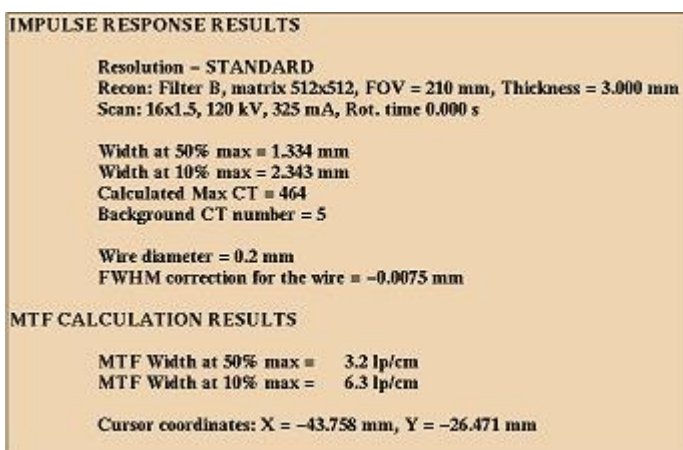 IMPULSE RESPONSE RESULTS
Resolution – STANDARD
Recon: Filter B, matrix 512x512, FOV = 210 mm, Thickness = 3.000 mm
Scan: 16x1.5, 120 kV, 325 mA, Rot. time 0.000 s
Width at 50% max = 1.334 mm
Width at 10% max = 2.343 mm
Calculated Max CT = 464
Background CT number = 5
Wire diameter = 0.2 mm
FWHM correction for the wire = –0.0075 mm
MTF CALCULATION RESULTS
MTF Width at 50% max = 3.2 lp/cm
MTF Width at 10% max = 6.3 lp/cm
Cursor coordinates: X = –43.758 mm, Y = –26.471 mm